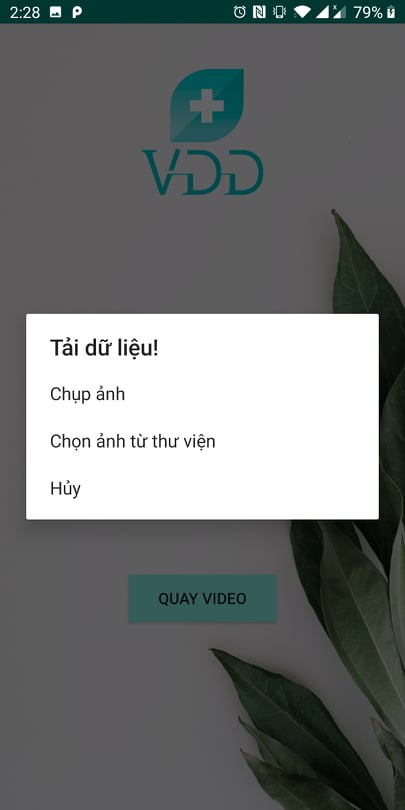 2:28
79%
VDD
Tải dữ liệu!
Chụp ảnh
Chọn ảnh từ thư viện
Hủy
QUAY VIDEO